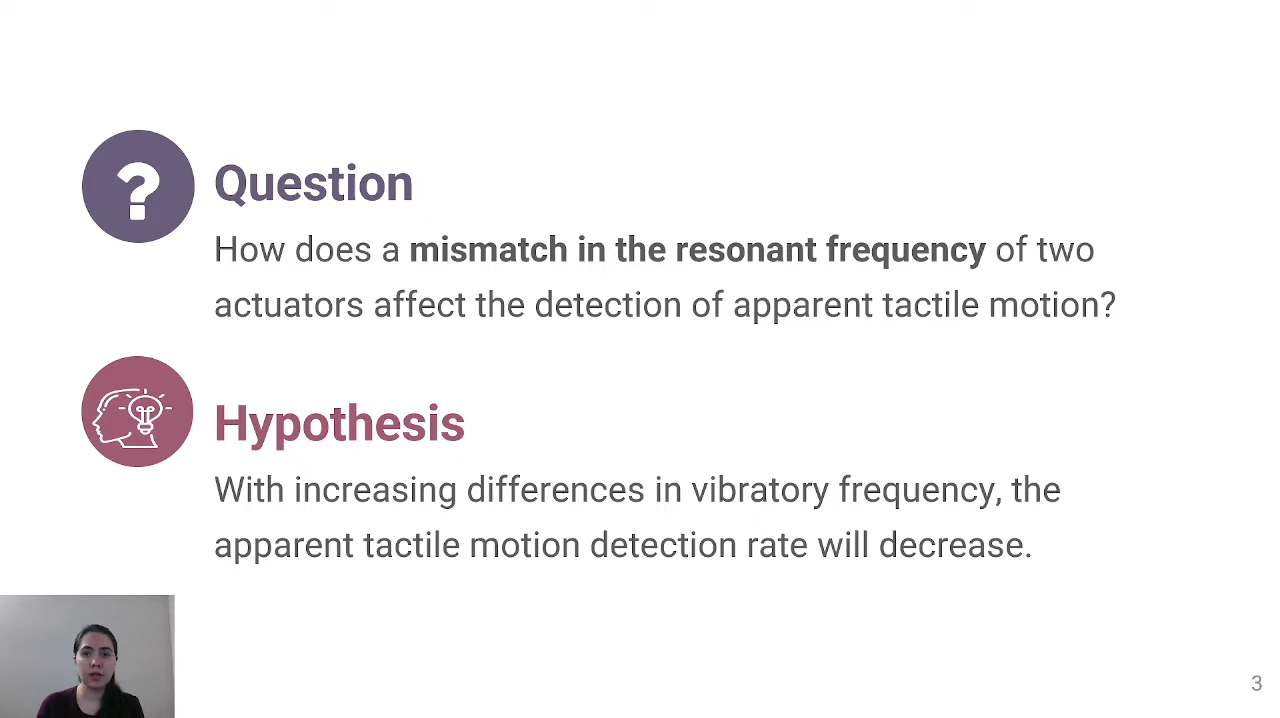 Question
How does a mismatch in the resonant frequency of two
actuators affect the detection of apparent tactile motion?
Hypothesis
With increasing differences in vibratory frequency, the
apparent tactile motion detection rate will decrease.
3